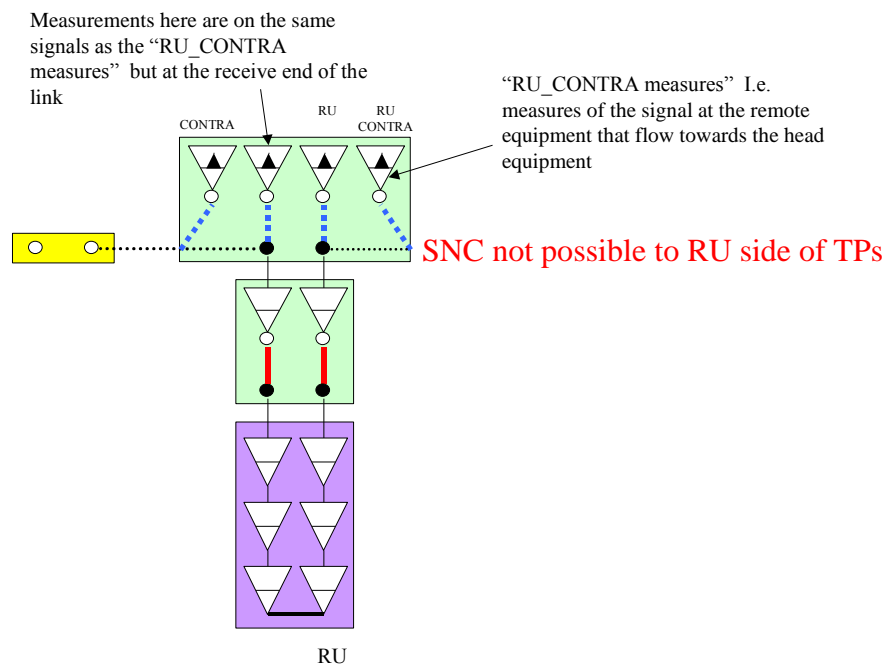 Measurements here are on the same
signals as the “RU_CONTRA
measures”  but at the receive end of the
link
“RU_CONTRA measures”  I.e.
measures of the signal at the remote
equipment that flow towards the head
equipment
CONTRA
RU
RU
CONTRA
SNC not possible to RU side of TPs
RU